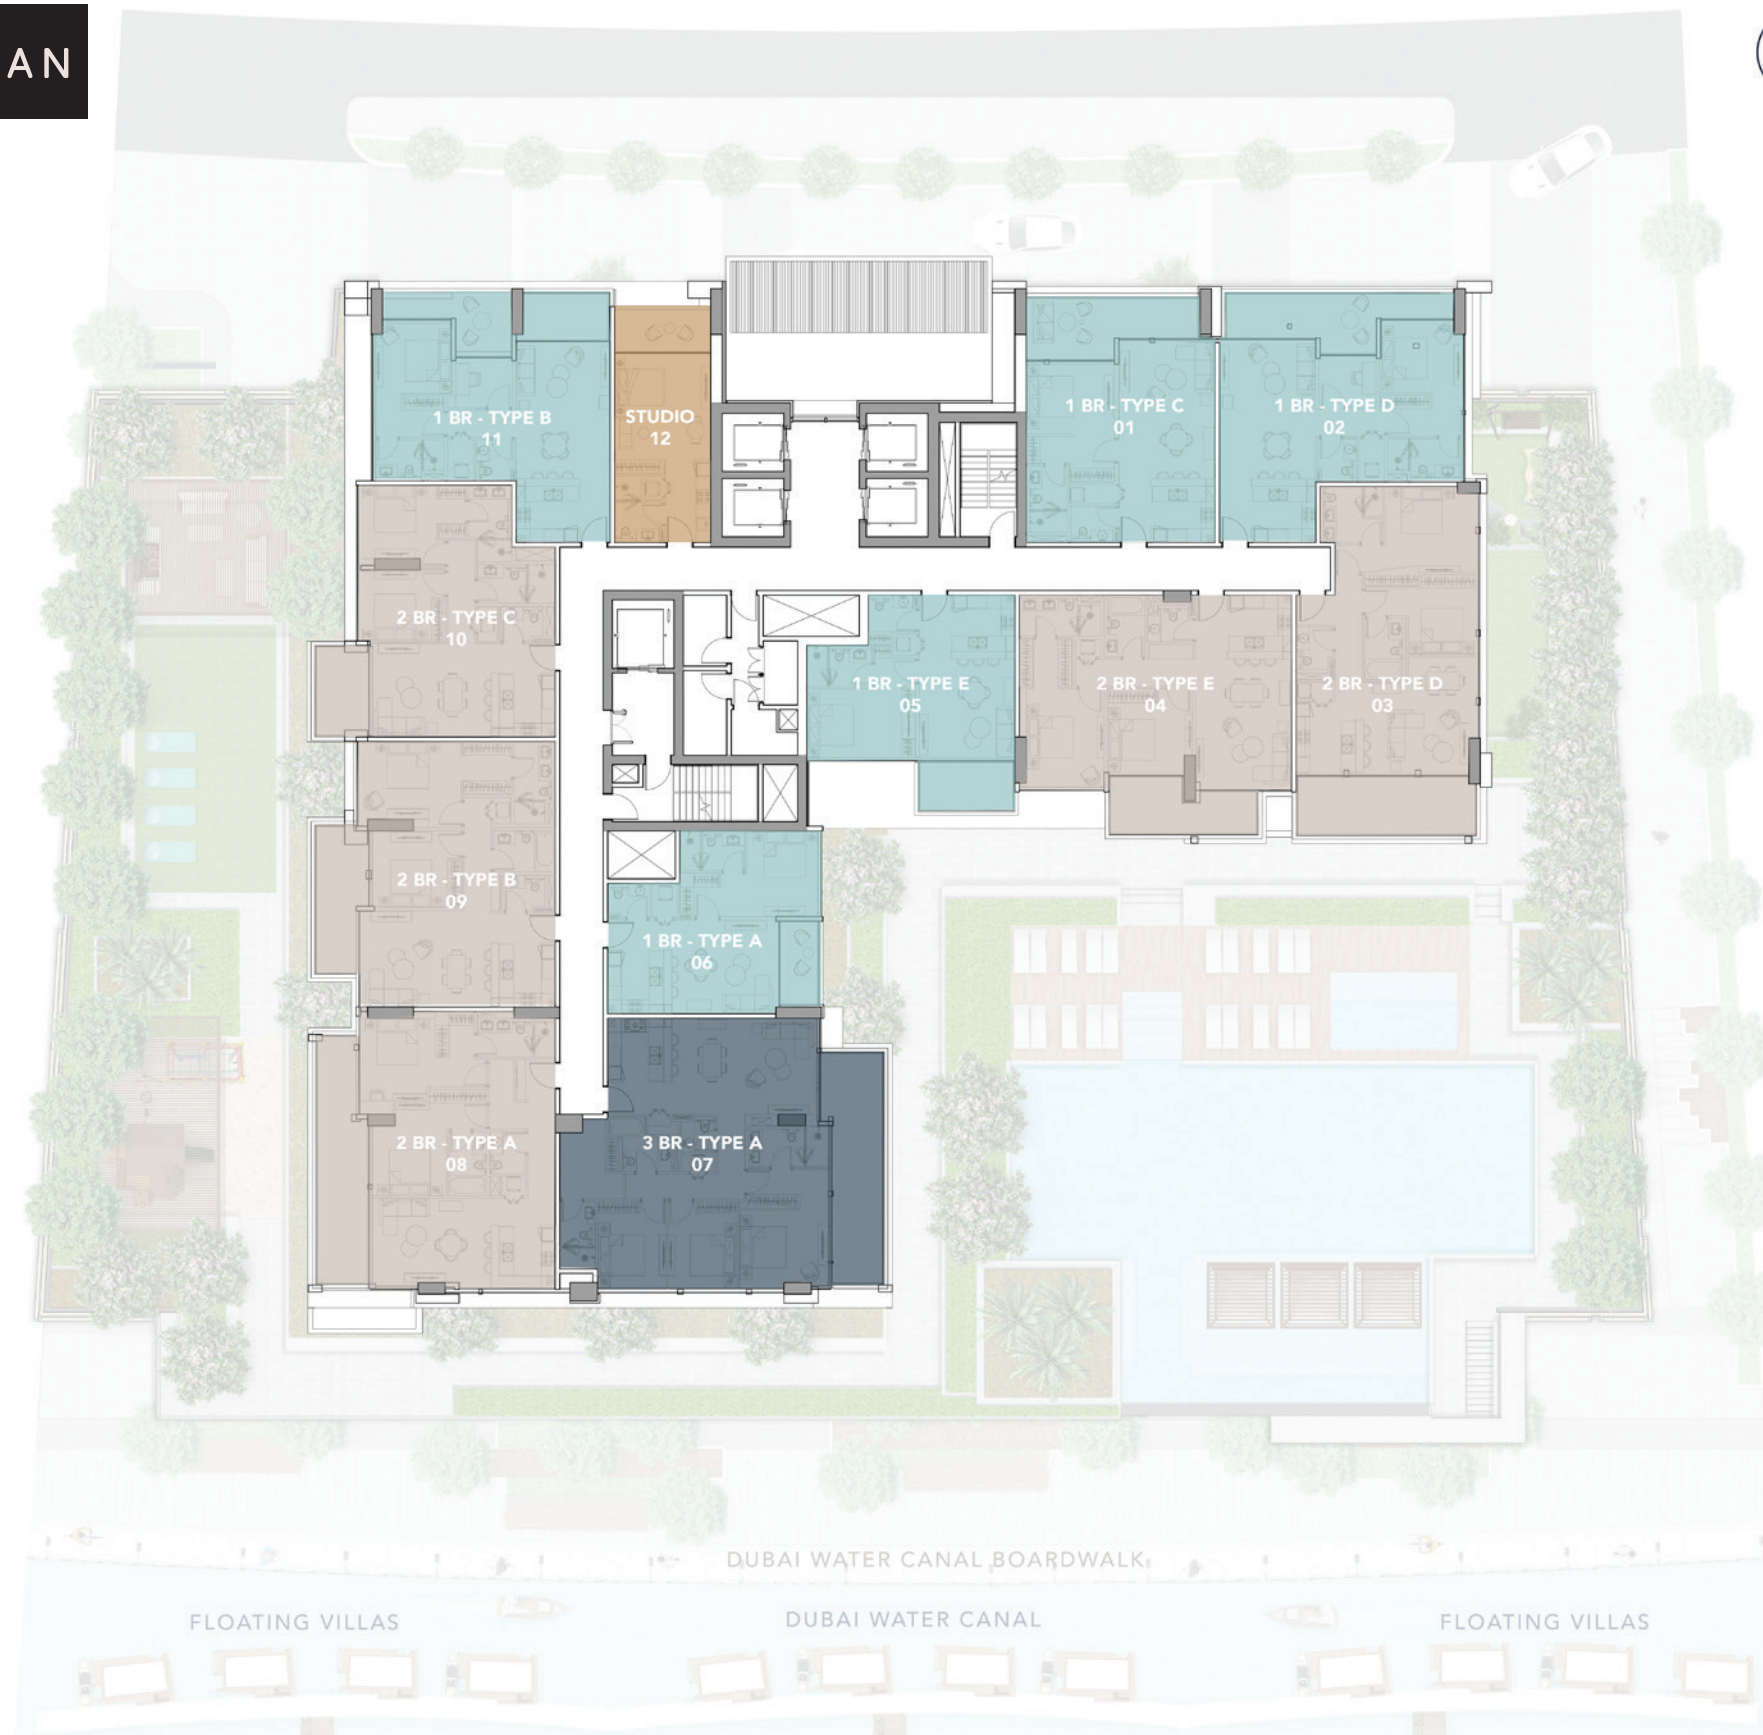 AN
1 BR - TYPE B
11
STUDIO
12
1 BR - TYPE C
01
1 BR - TYPE D
02
2 BR - TYPE C
10
1 BR - TYPE E
05
2 BR - TYPE E
04
2 BR - TYPE D
03
2 BR - TYPE B
09
1 BR - TYPE A
06
2 BR - TYPE A
08
3 BR - TYPE A
07
DUBAI WATER CANAL BOARDWALK
FLOATING VILLAS
DUBAI WATER CANAL
FLOATING VILLAS